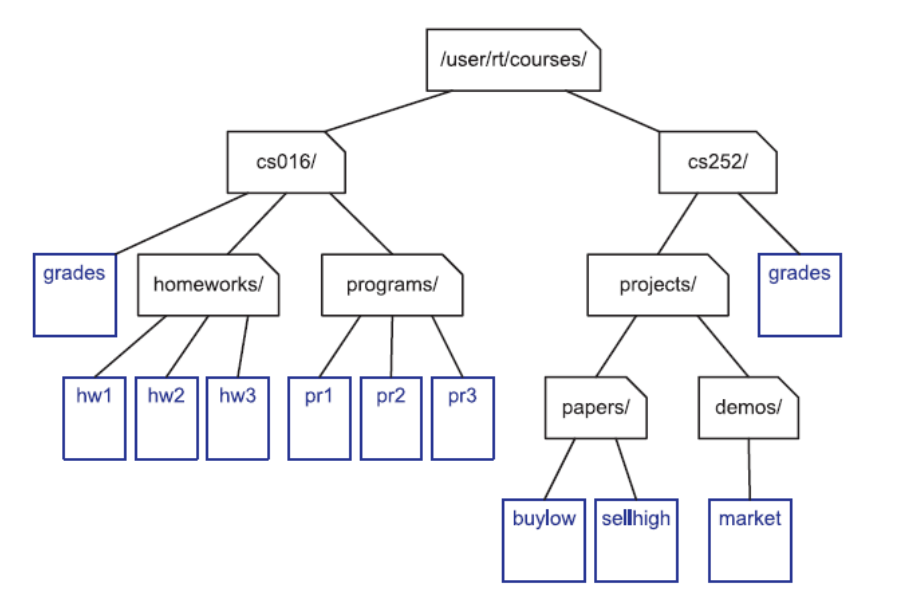 /user/rt/courses/
cs016/
cs252/
grades
homeworks/
programs/
projects/
grades
hw1
hw2
hw3
pr1
pr2
pr3
papers/
demos/
buylow
sellhigh
market